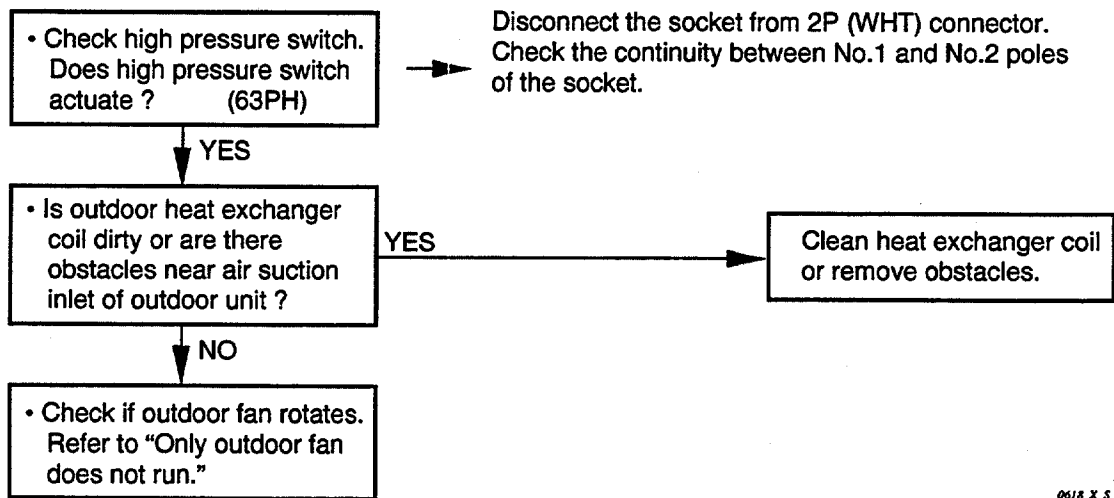 • Check high pressure switch.
Does high pressure switch
actuate ? (63PH)
Disconnect the socket from 2P (WHT) connector.
Check the continuity between No.1 and No.2 poles
of the socket.
YES
• Is outdoor heat exchanger
coil dirty or are there
obstacles near air suction
inlet of outdoor unit ?
YES
Clean heat exchanger coil
or remove obstacles.
NO
• Check if outdoor fan rotates.
Refer to “Only outdoor fan
does not run.”
0618 X S